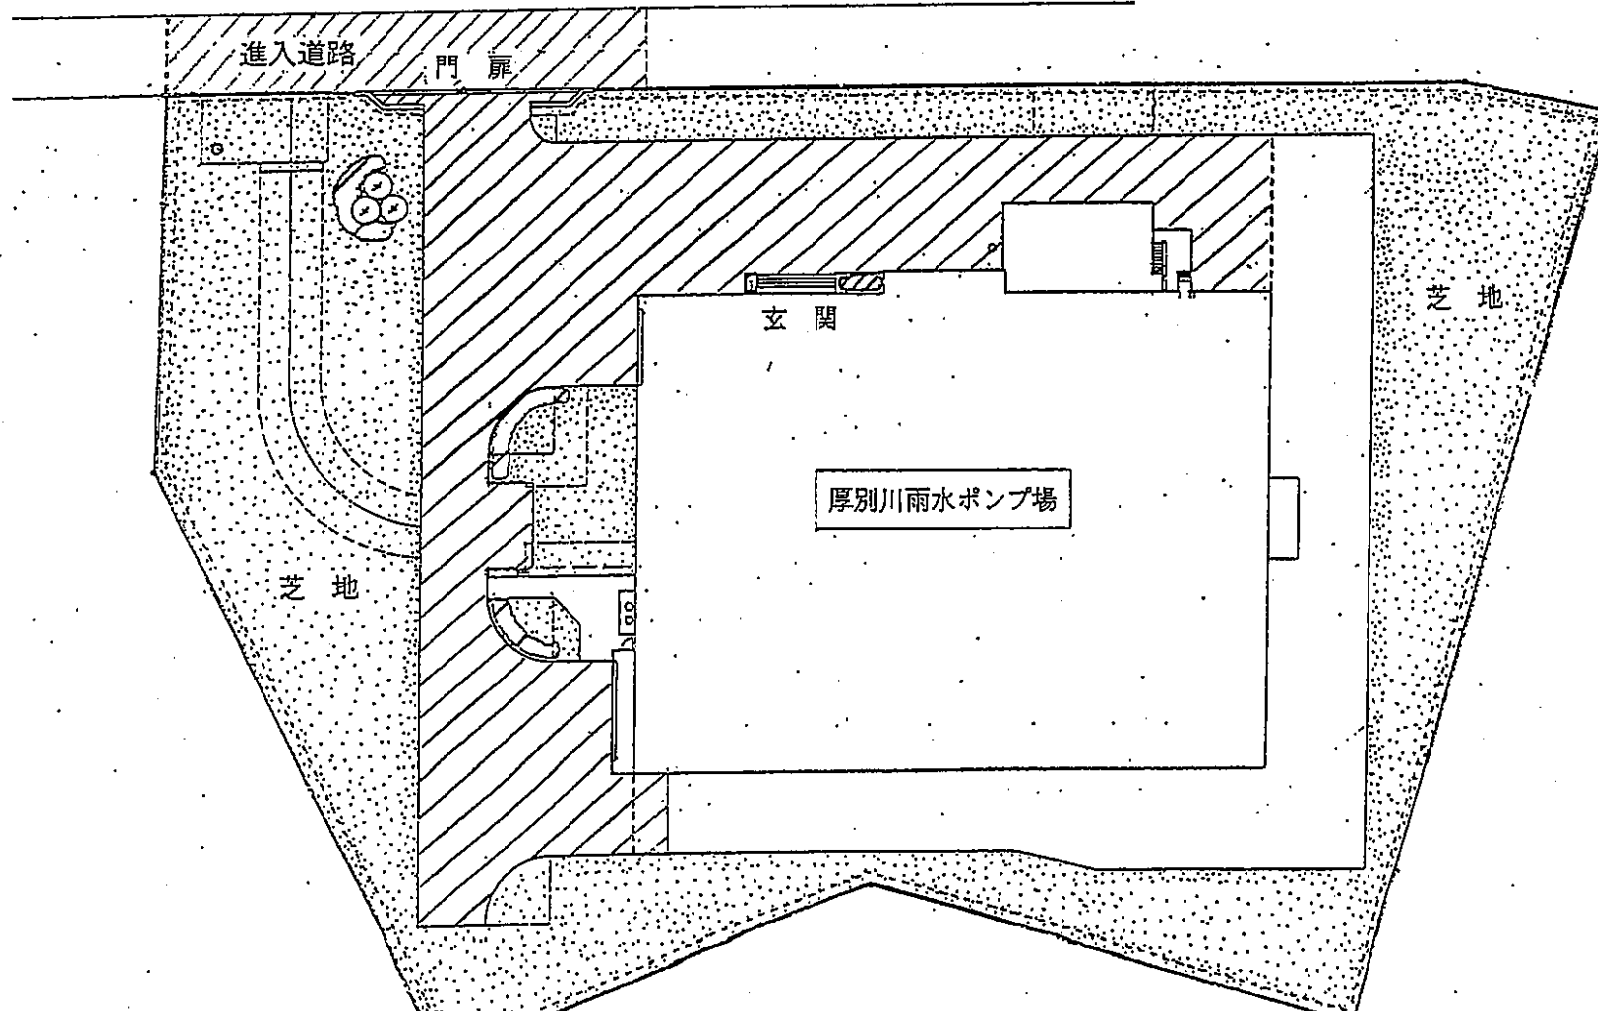 進入道路
門 扉
芝 地
玄 関
厚別川雨水ポンプ場
芝 地